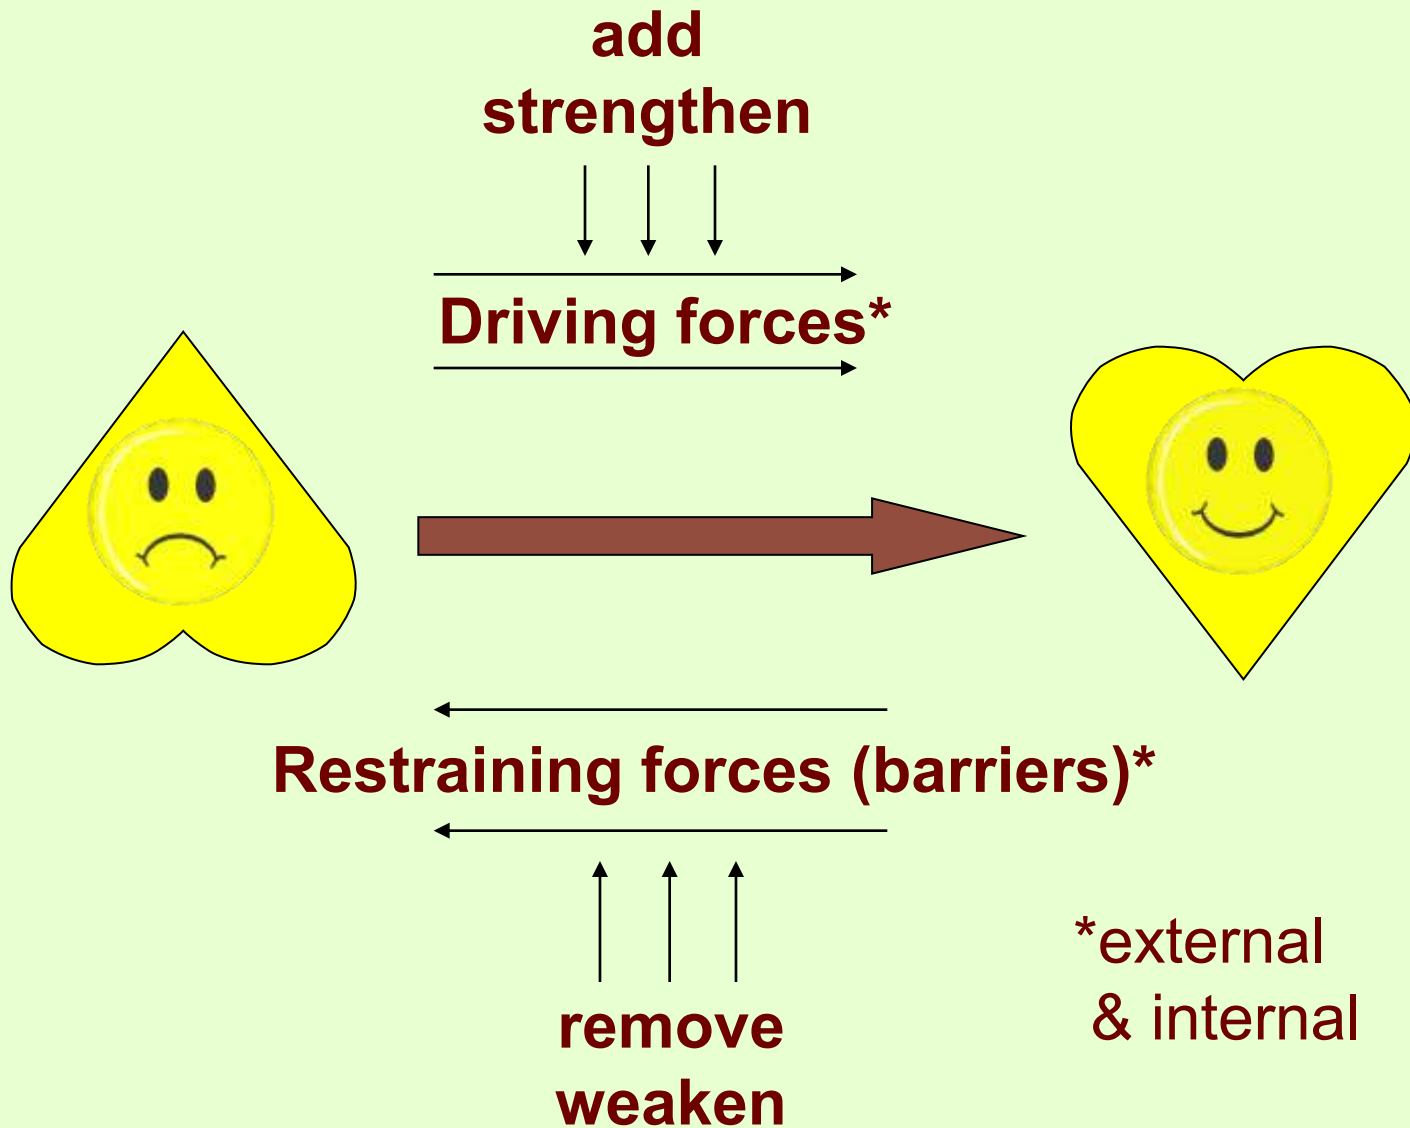 add
strengthen
Driving forces*
Restraining forces (barriers)*
*external
& internal
remove
weaken